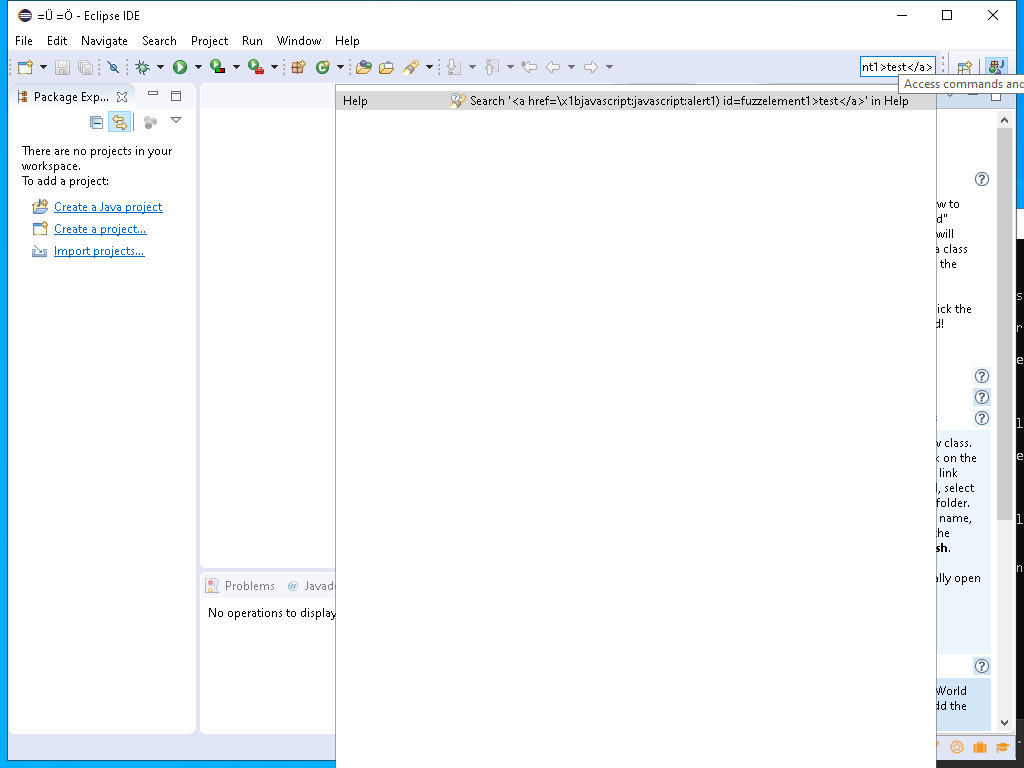 =Ü =Ö - Eclipse IDE
File Edit Navigate Search Project Run Window Help
nt1>test</a>
Access commands and
Package Exp...
Help Search '<a href=\x1bjavascript:javascript:alert1) id=fuzzelement1>test</a>' in Help
There are no projects in your
workspace.
To add a project:
Create a Java project
Create a project...
Import projects...
w to
d"
will
a class
the
ick the
d!
w class.
k on the
link
, select
folder.
name,
the
sh.
ally open
World
dd the
Problems @ Javad
No operations to display